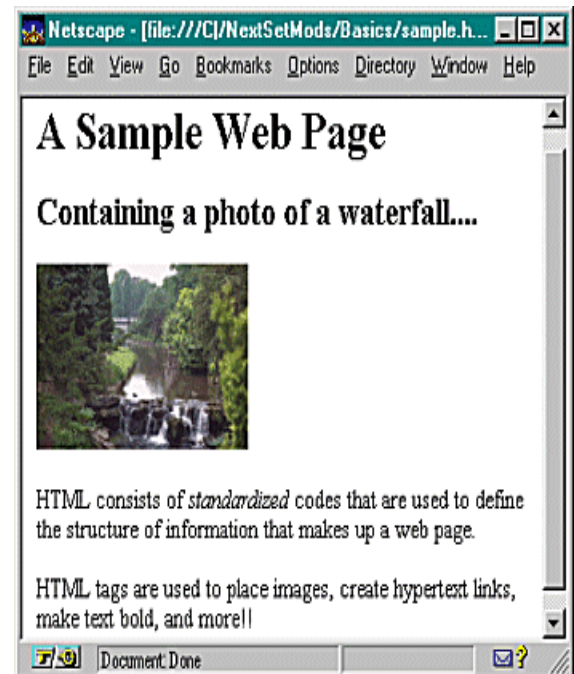 Netscape - [file:///C|/NextSetMods/Basics/sample.h...
File Edit View Go Bookmarks Options Directory Window Help
A Sample Web Page
Containing a photo of a waterfall....
HTML consists of standardized codes that are used to define
the structure of information that makes up a web page.
HTML tags are used to place images, create hypertext links,
make text bold, and more!!
Document: Done